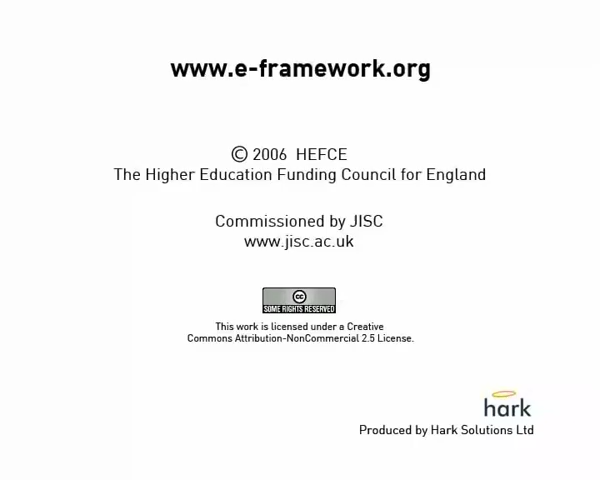 www.e-framework.org
© 2006 HEFCE
The Higher Education Funding Council for England
Commissioned by JISC
www.jisc.ac.uk
cc
SOME RIGHTS RESERVED
This work is licensed under a Creative
Commons Attribution-NonCommercial 2.5 License.
hark
Produced by Hark Solutions Ltd